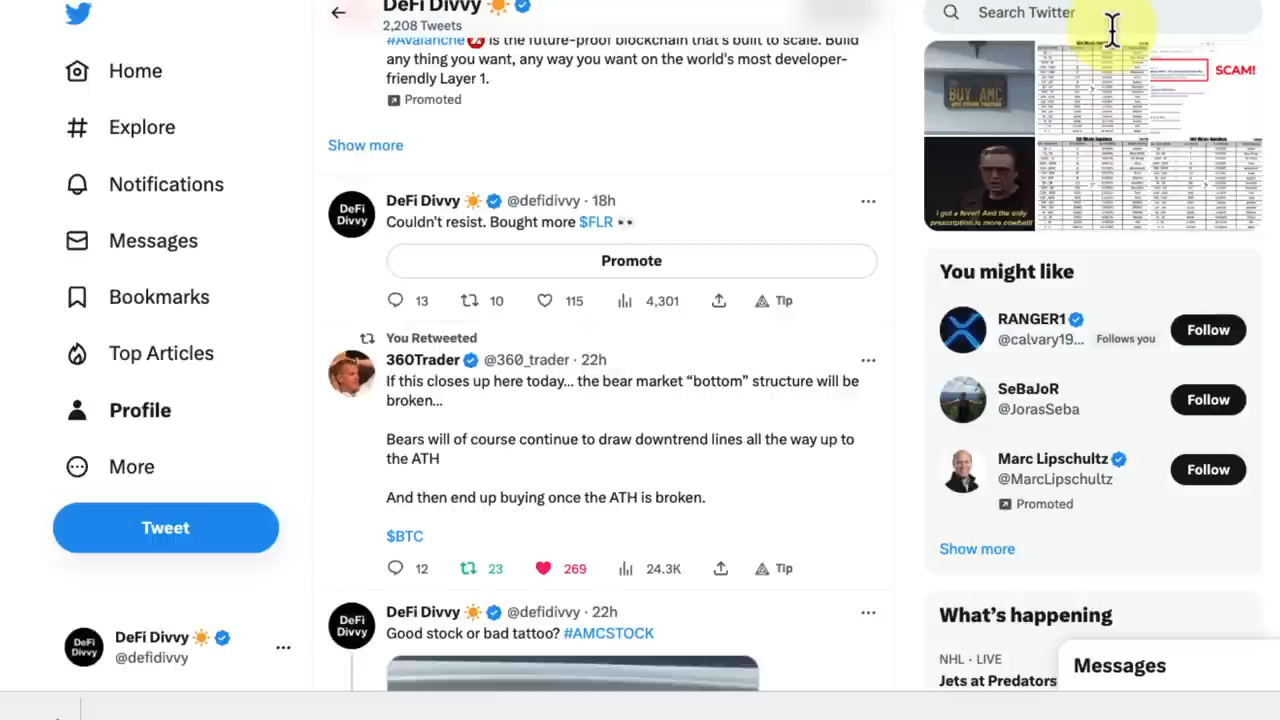 Home
Explore
Notifications
Messages
Bookmarks
Top Articles
Profile
More
Tweet
DeFi Divvy
DeFi Divvy ☀️
@defidivvy
DeFi Divvy ☀️
2,208 Tweets
#Avalanche is the future-proof blockchain that's built to scale. Build
any thing you want, any way you want on the world's most developer-
friendly Layer 1.
Promoted
Show more
DeFi Divvy
DeFi Divvy ☀️ @defidivvy · 18h
Couldn't resist. Bought more $FLR 👀
Promote
13 10 115 4,301 Tip
You Retweeted
360Trader @360_trader · 22h
If this closes up here today... the bear market “bottom” structure will be
broken...
Bears will of course continue to draw downtrend lines all the way up to
the ATH
And then end up buying once the ATH is broken.
$BTC
12 23 269 24.3K Tip
DeFi Divvy
DeFi Divvy ☀️ @defidivvy · 22h
Good stock or bad tattoo? #AMCSTOCK
Search Twitter
BUY AMC
SCAM!
I got a fever! And the only
prescription is more cowbell!
You might like
RANGER1
@calvary19... Follows you
Follow
SeBaJoR
@JorasSeba
Follow
Marc Lipschultz
@MarcLipschultz
Follow
Promoted
Show more
What’s happening
NHL · LIVE
Jets at Predators
Messages